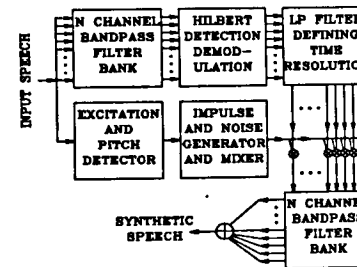 INPUT SPEECH
N CHANNEL
BANDPASS
FILTER
BANK
HILBERT
DETECTION
DEMOD-
ULATION
LP FILTER
DEFINING
TIME
RESOLUTION
EXCITATION
AND
PITCH
DETECTOR
IMPULSE
AND NOISE
GENERATOR
AND MIXER
SYNTHETIC
SPEECH
N CHANNEL
BANDPASS
FILTER
BANK